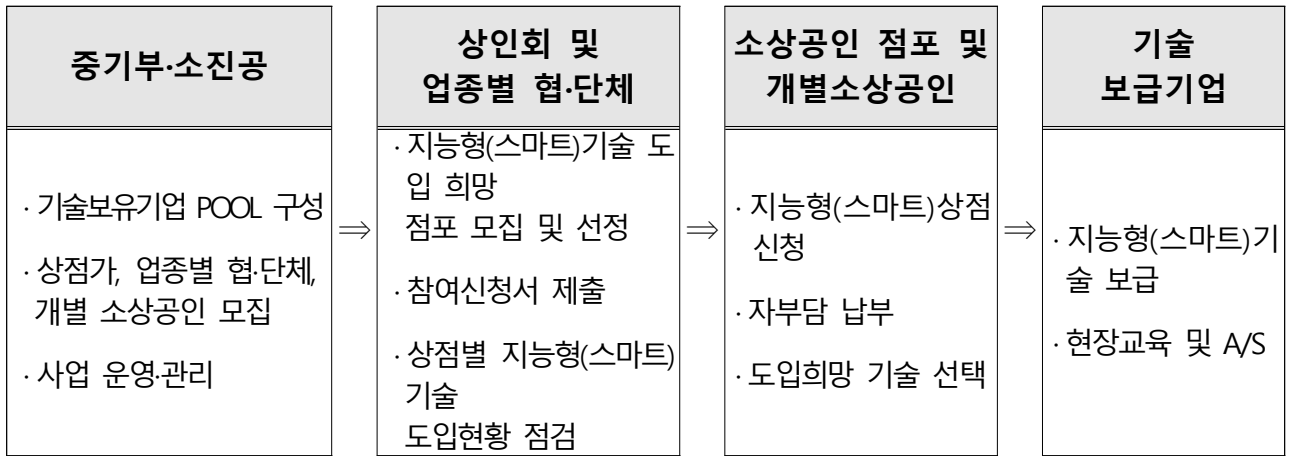 중기부·소진공
· 기술보유기업 POOL 구성
· 상점가, 업종별 협·단체,
개별 소상공인 모집
· 사업 운영·관리
⇒
상인회 및
업종별 협·단체
· 지능형(스마트)기술 도
입 희망
점포 모집 및 선정
· 참여신청서 제출
· 상점별 지능형(스마트)
기술
도입현황 점검
⇒
소상공인 점포 및
개별소상공인
· 지능형(스마트)상점
신청
· 자부담 납부
· 도입희망 기술 선택
⇒
기술
보급기업
· 지능형(스마트)기
술 보급
· 현장교육 및 A/S